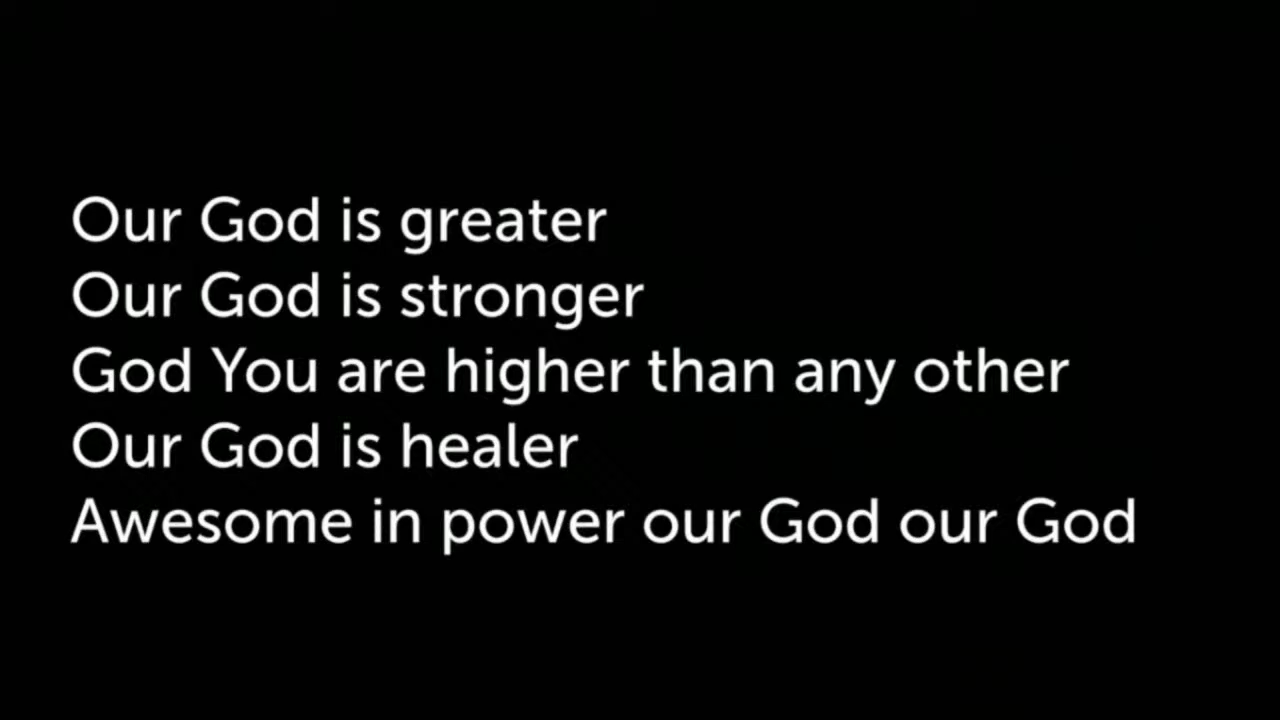 Our God is greater
Our God is stronger
God You are higher than any other
Our God is healer
Awesome in power our God our God